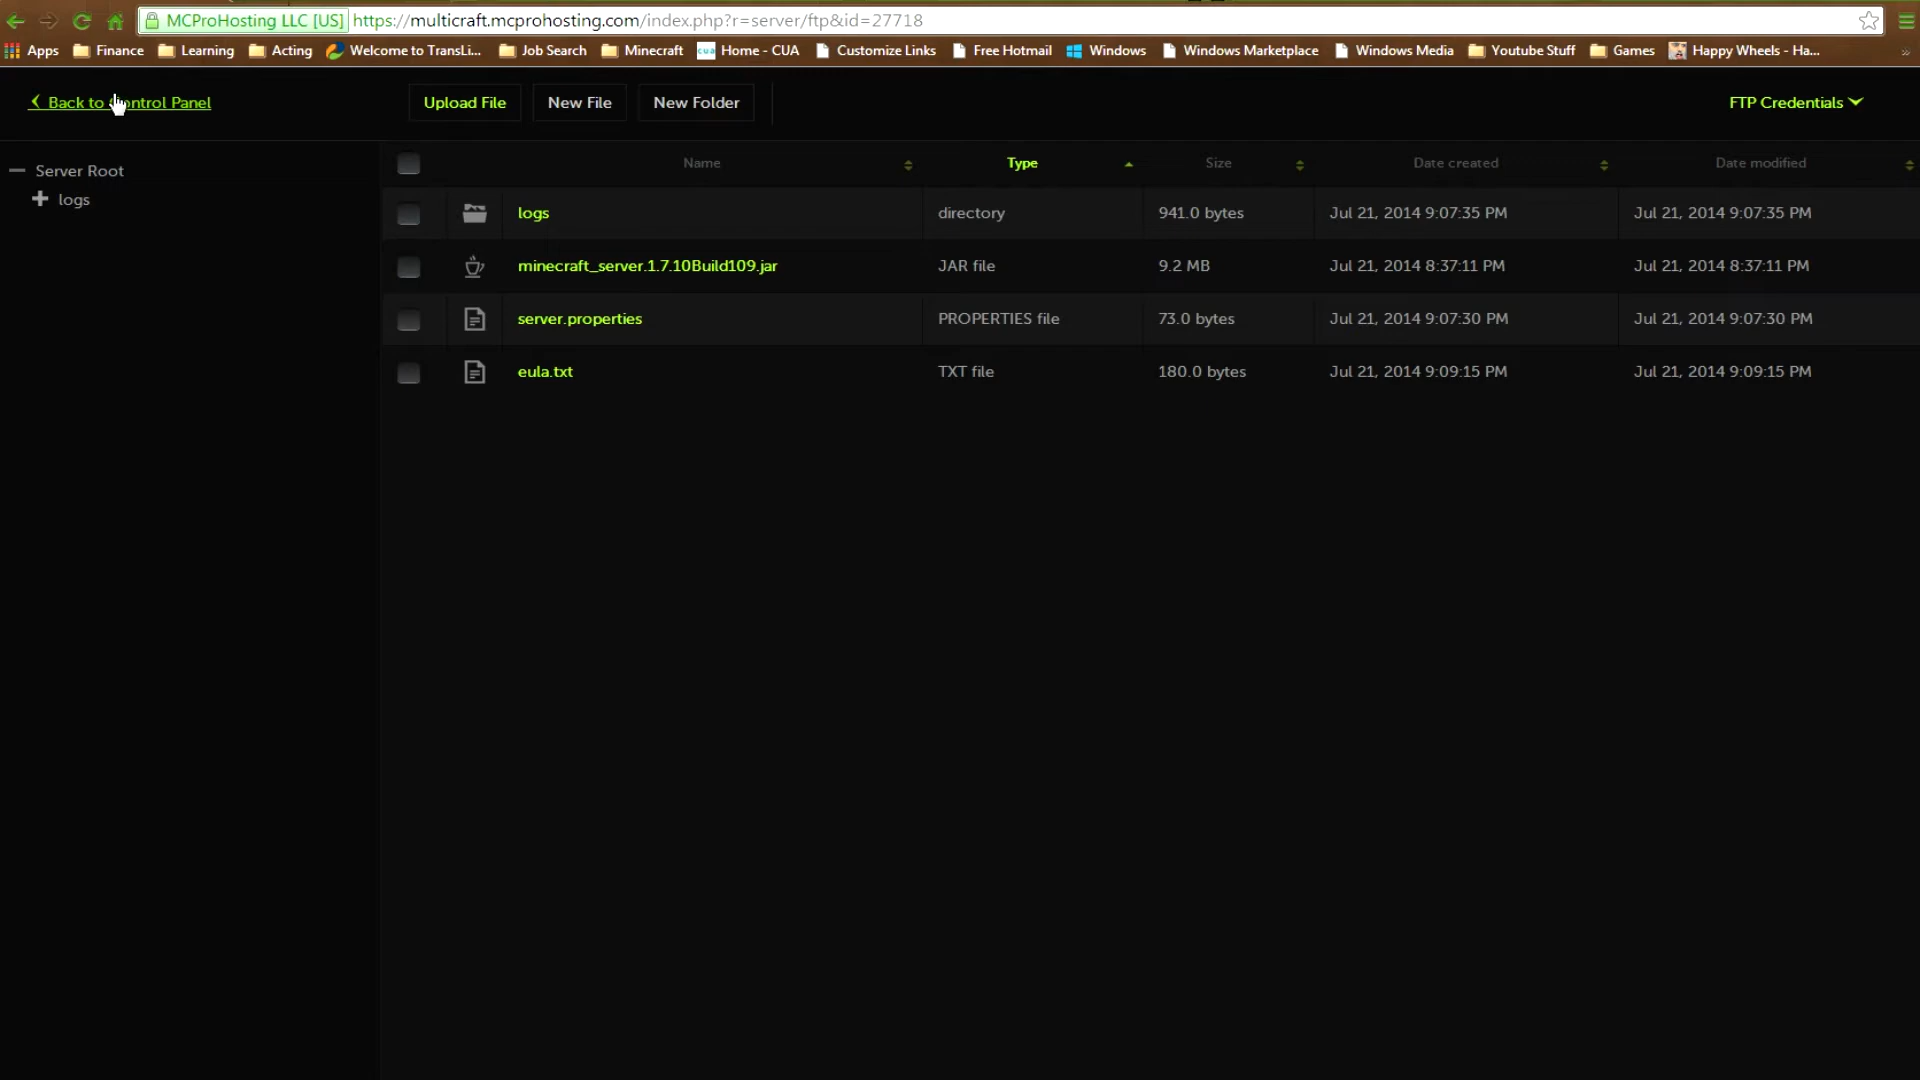 MCProHosting LLC [US] https://multicraft.mcprohosting.com/index.php?r=server/ftp&id=27718
Apps Finance Learning Acting Welcome to TransLi... Job Search Minecraft cua Home - CUA Customize Links Free Hotmail Windows Windows Marketplace Windows Media Youtube Stuff Games Happy Wheels - Ha... »
Back to ontrol Panel Upload File New File New Folder FTP Credentials
Server Root
logs
Name Type Size Date created Date modified
logs directory 941.0 bytes Jul 21, 2014 9:07:35 PM Jul 21, 2014 9:07:35 PM
minecraft_server.1.7.10Build109.jar JAR file 9.2 MB Jul 21, 2014 8:37:11 PM Jul 21, 2014 8:37:11 PM
server.properties PROPERTIES file 73.0 bytes Jul 21, 2014 9:07:30 PM Jul 21, 2014 9:07:30 PM
eula.txt TXT file 180.0 bytes Jul 21, 2014 9:09:15 PM Jul 21, 2014 9:09:15 PM